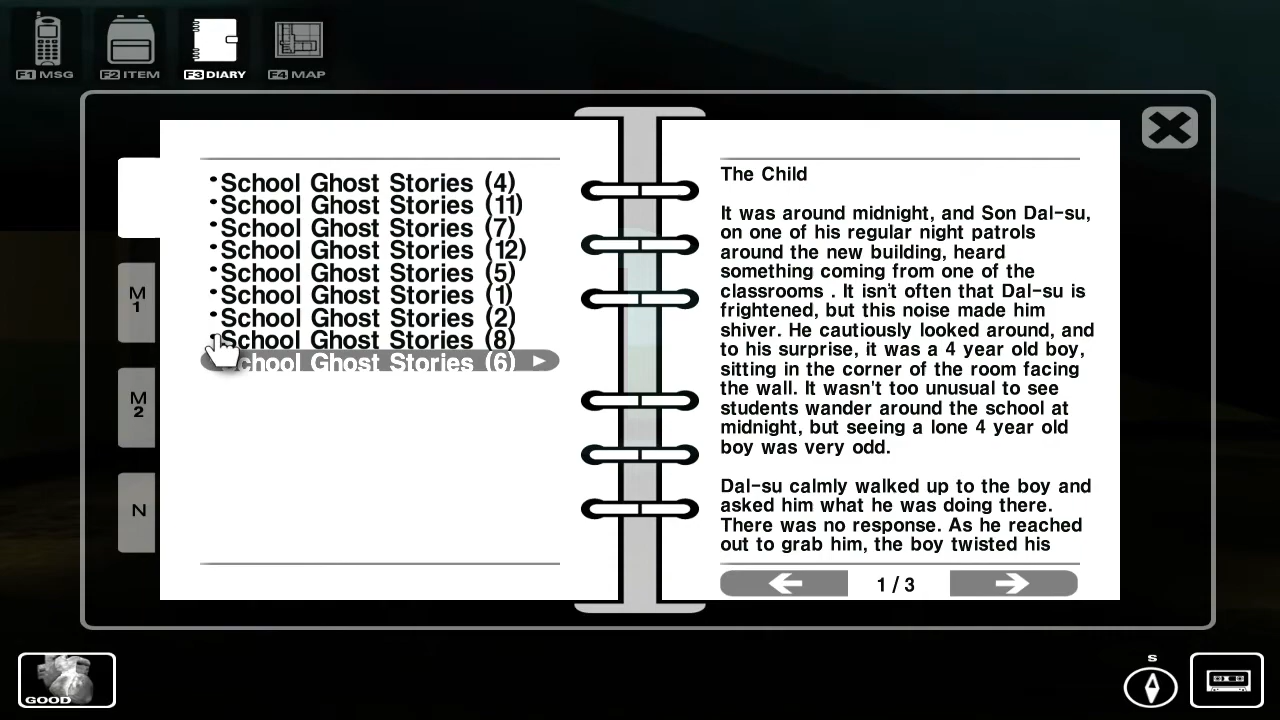 F1 MSG
F2 ITEM
F3 DIARY
F4 MAP
M
1
M
2
N
•School Ghost Stories (4)
•School Ghost Stories (11)
•School Ghost Stories (7)
•School Ghost Stories (12)
•School Ghost Stories (5)
•School Ghost Stories (1)
•School Ghost Stories (2)
School Ghost Stories (8)
chool Ghost Stories (6)
The Child
It was around midnight, and Son Dal-su,
on one of his regular night patrols
around the new building, heard
something coming from one of the
classrooms . It isn't often that Dal-su is
frightened, but this noise made him
shiver. He cautiously looked around, and
to his surprise, it was a 4 year old boy,
sitting in the corner of the room facing
the wall. It wasn't too unusual to see
students wander around the school at
midnight, but seeing a lone 4 year old
boy was very odd.
Dal-su calmly walked up to the boy and
asked him what he was doing there.
There was no response. As he reached
out to grab him, the boy twisted his
1 / 3
GOOD
S